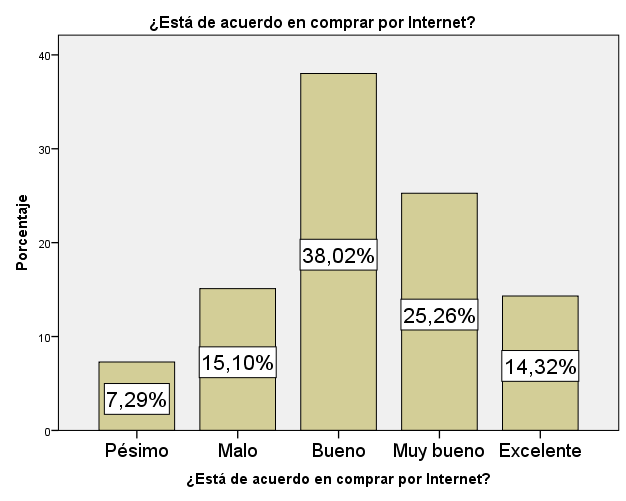 ¿Está de acuerdo en comprar por Internet?
Porcentaje
40
30
20
10
0
7,29%
15,10%
38,02%
25,26%
14,32%
Pésimo
Malo
Bueno
Muy bueno
Excelente
¿Está de acuerdo en comprar por Internet?